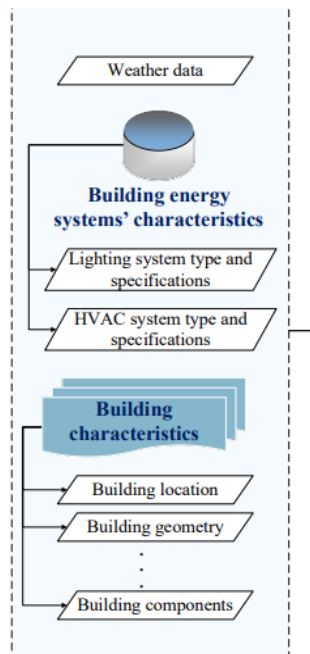 Weather data
Building energy
systems' characteristics
Lighting system type and
specifications
HVAC system type and
specifications
Building
characteristics
Building location
Building geometry
Building components